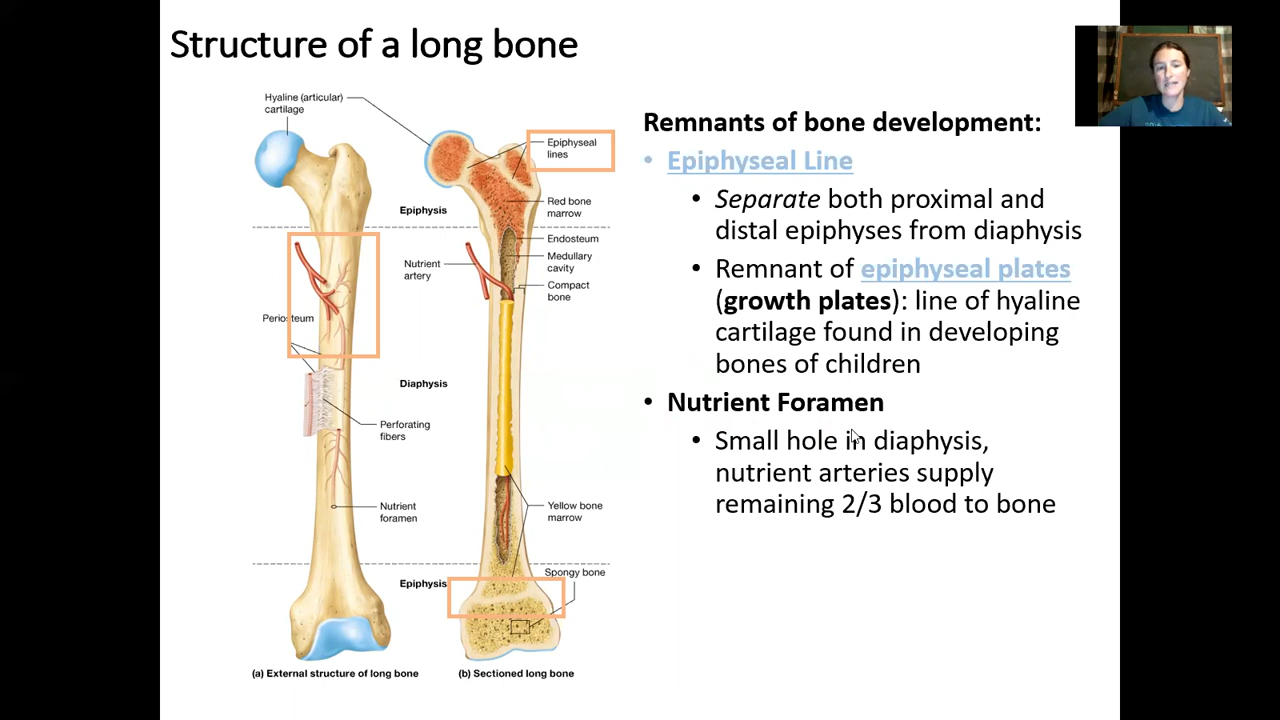 Structure of a long bone
Hyaline (articular)
cartilage
Epiphyseal
lines
Epiphysis
Red bone
marrow
Endosteum
Nutrient
artery
Medullary
cavity
Compact
bone
Periosteum
Diaphysis
Perforating
fibers
Nutrient
foramen
Yellow bone
marrow
Epiphysis
Spongy bone
(a) External structure of long bone
(b) Sectioned long bone
Remnants of bone development:
• Epiphyseal Line
• Separate both proximal and
distal epiphyses from diaphysis
• Remnant of epiphyseal plates
(growth plates): line of hyaline
cartilage found in developing
bones of children
• Nutrient Foramen
• Small hole in diaphysis,
nutrient arteries supply
remaining 2/3 blood to bone